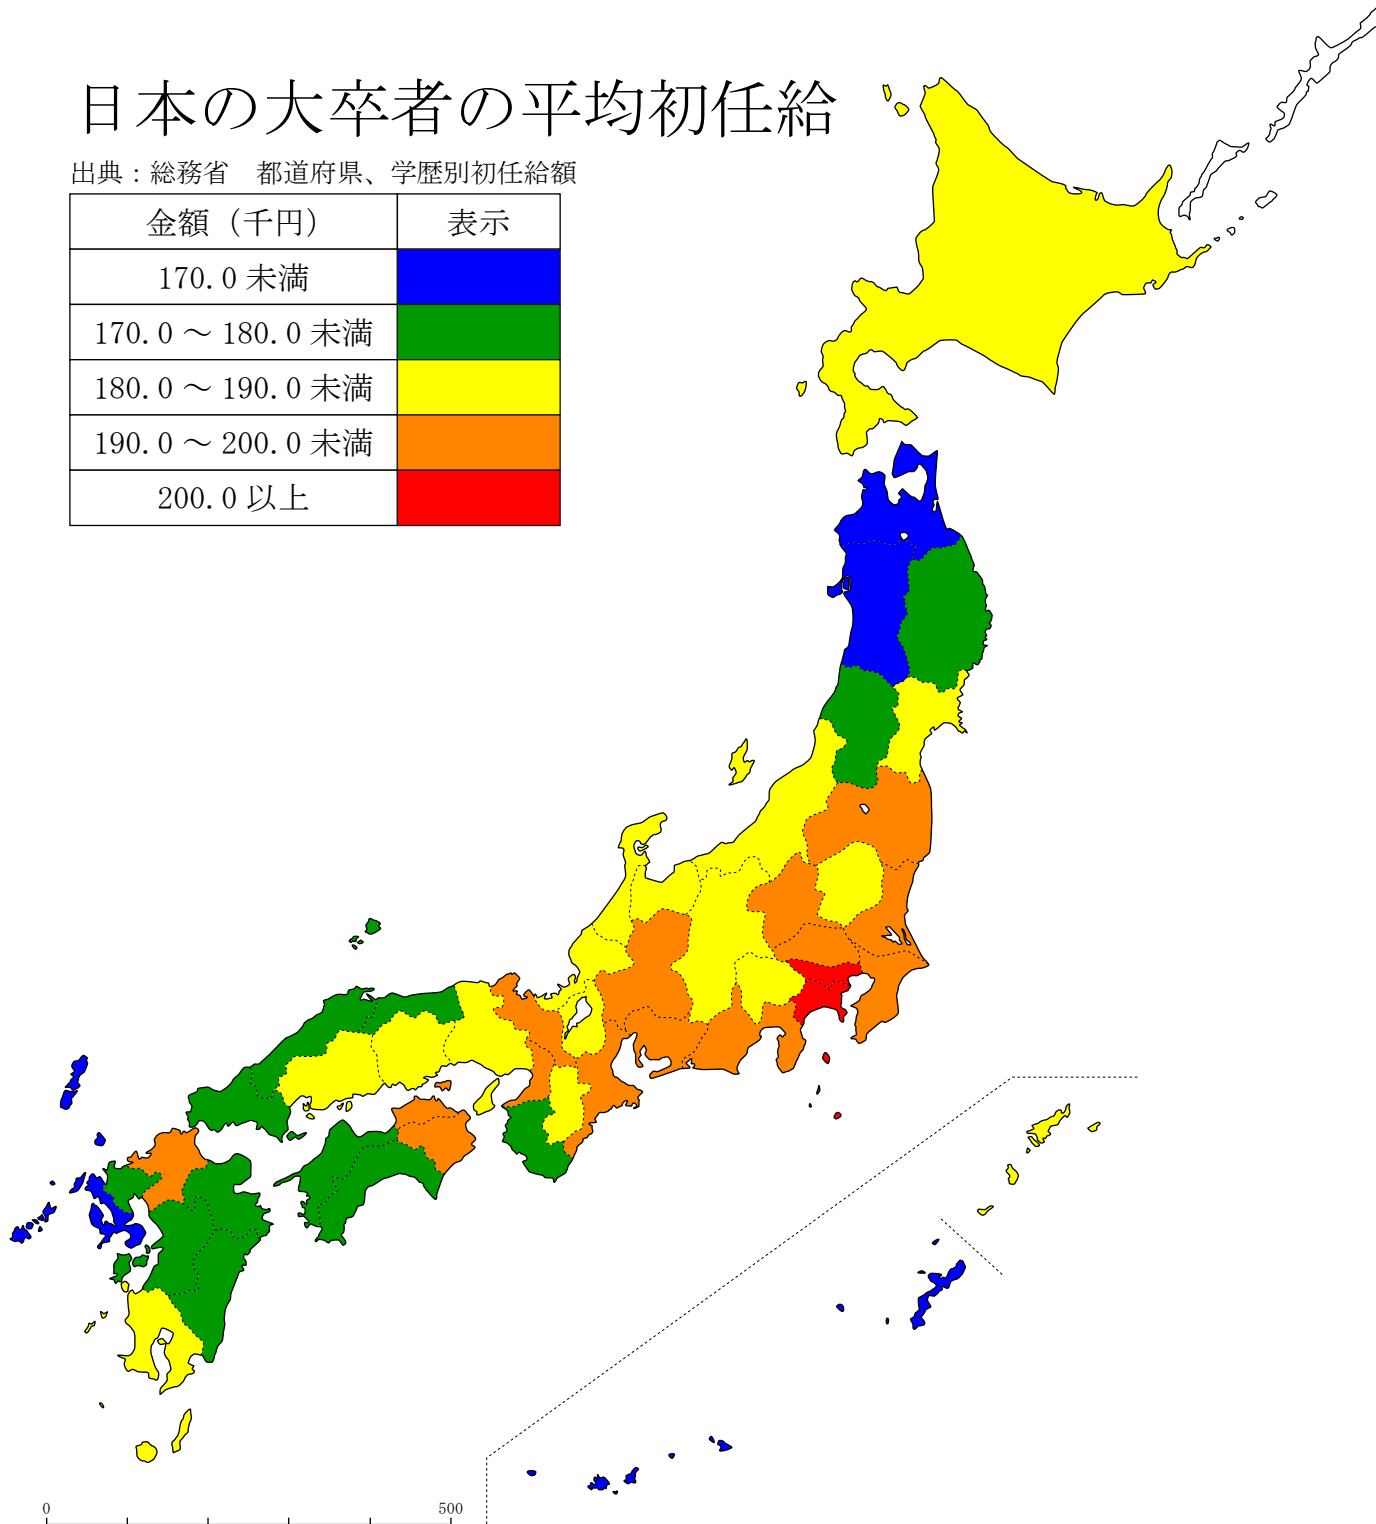 日本の大卒者の平均初任給
出典：総務省　都道府県、学歴別初任給額
金額（千円） 表示
170.0 未満
170.0 ～ 180.0 未満
180.0 ～ 190.0 未満
190.0 ～ 200.0 未満
200.0 以上
0 500